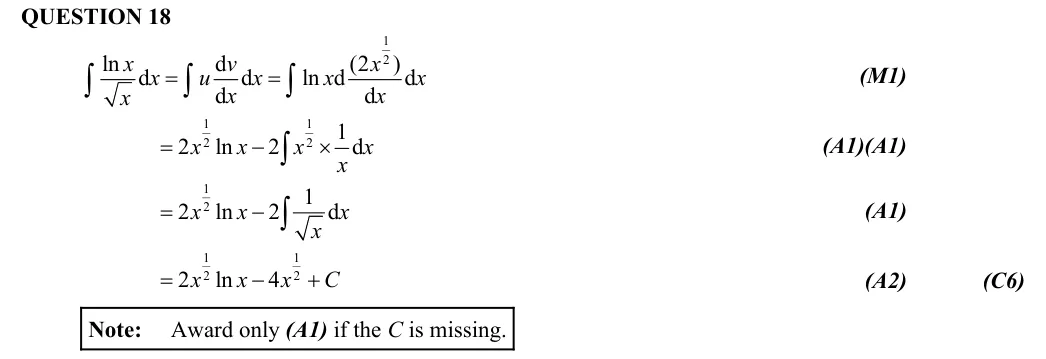 QUESTION 18
∫ ln x/√x dx = ∫ u dv/dx dx = ∫ ln xd (2x^(1/2))/dx dx (M1)
= 2x^(1/2) ln x − 2∫ x^(1/2) × 1/x dx (A1)(A1)
= 2x^(1/2) ln x − 2∫ 1/√x dx (A1)
= 2x^(1/2) ln x − 4x^(1/2) + C (A2) (C6)
Note: Award only (A1) if the C is missing.